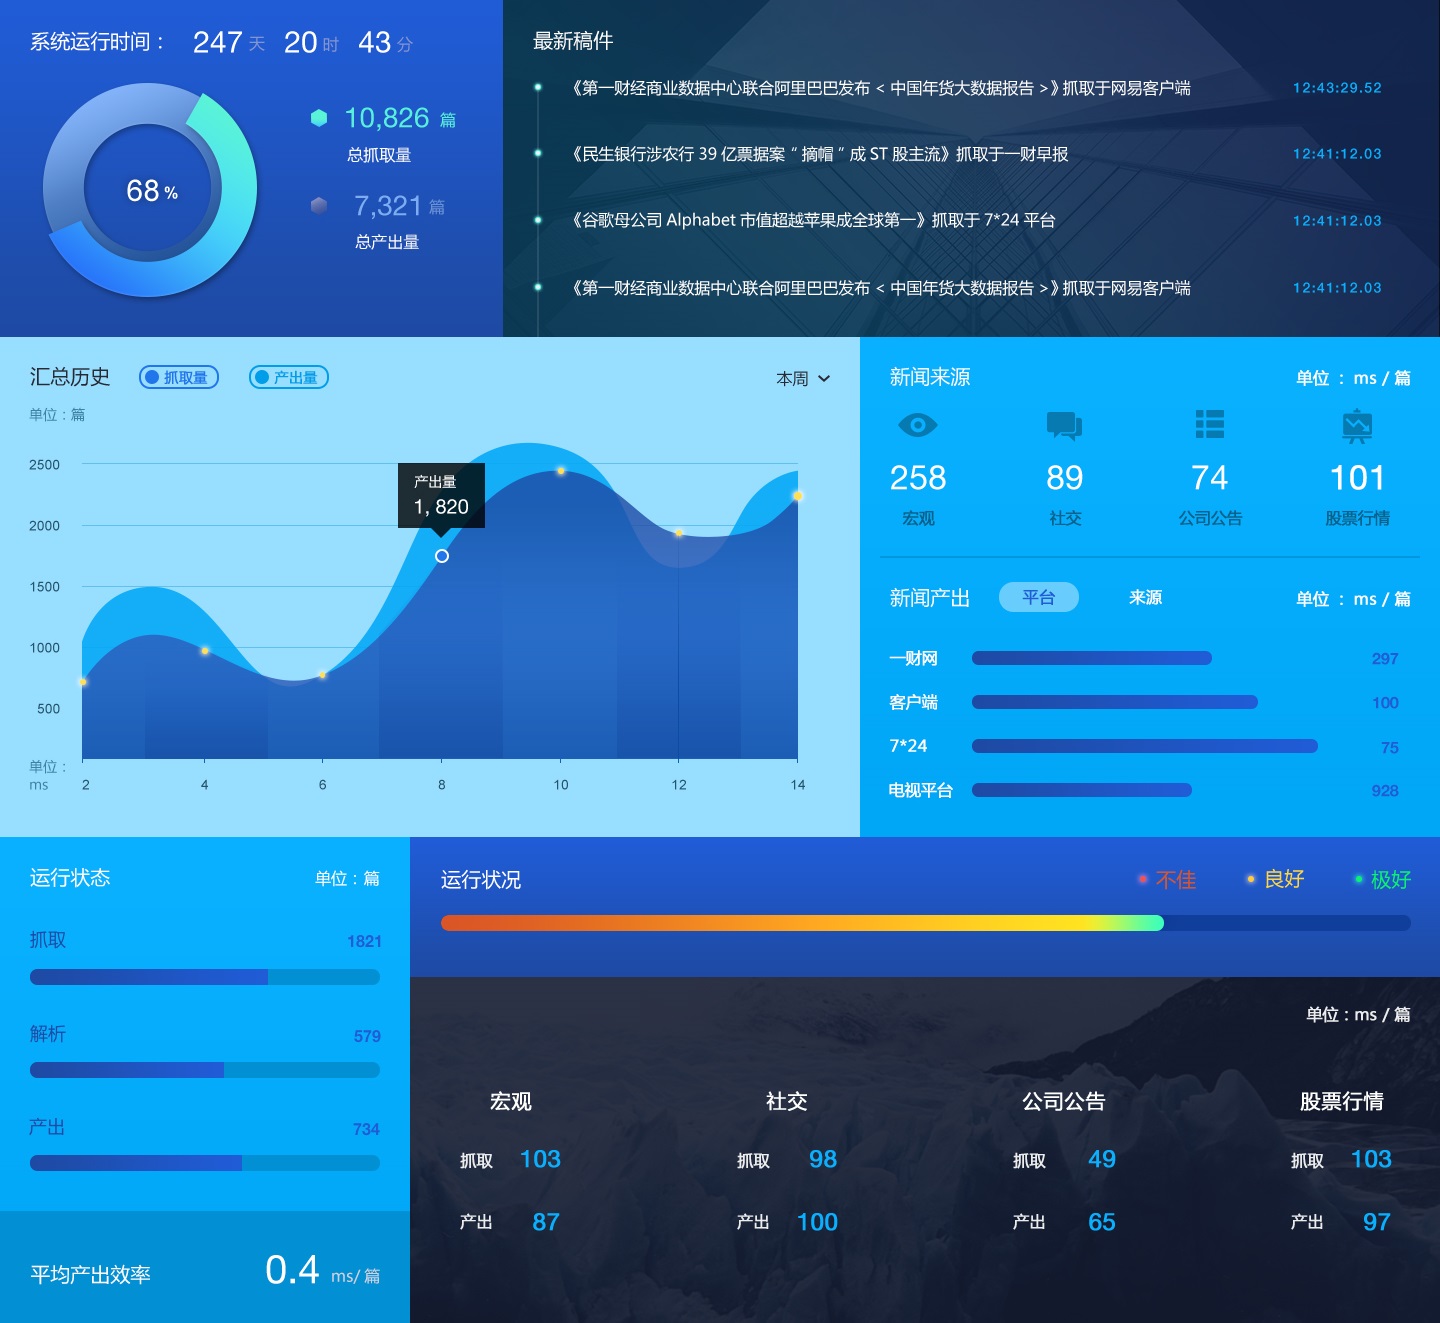 系统运行时间： 247 天 20 时 43 分
68 %
10,826 篇
总抓取量
7,321 篇
总产出量
最新稿件
《第一财经商业数据中心联合阿里巴巴发布 < 中国年货大数据报告 >》抓取于网易客户端 12:43:29.52
《民生银行涉农行 39 亿票据案 “ 摘帽 ” 成 ST 股主流》抓取于一财早报 12:41:12.03
《谷歌母公司 Alphabet 市值超越苹果成全球第一》抓取于 7*24 平台 12:41:12.03
《第一财经商业数据中心联合阿里巴巴发布 < 中国年货大数据报告 >》抓取于网易客户端 12:41:12.03
汇总历史 抓取量 产出量 本周
单位：篇
2500
2000
1500
1000
500
产出量
1, 820
单位：
ms
2 4 6 8 10 12 14
新闻来源 单位 ： ms / 篇
258 89 74 101
宏观 社交 公司公告 股票行情
新闻产出 平台 来源 单位 ： ms / 篇
一财网 297
客户端 100
7*24 75
电视平台 928
运行状态 单位：篇
抓取 1821
解析 579
产出 734
平均产出效率 0.4 ms/ 篇
运行状况 不佳 良好 极好
单位：ms / 篇
宏观 社交 公司公告 股票行情
抓取 103 抓取 98 抓取 49 抓取 103
产出 87 产出 100 产出 65 产出 97